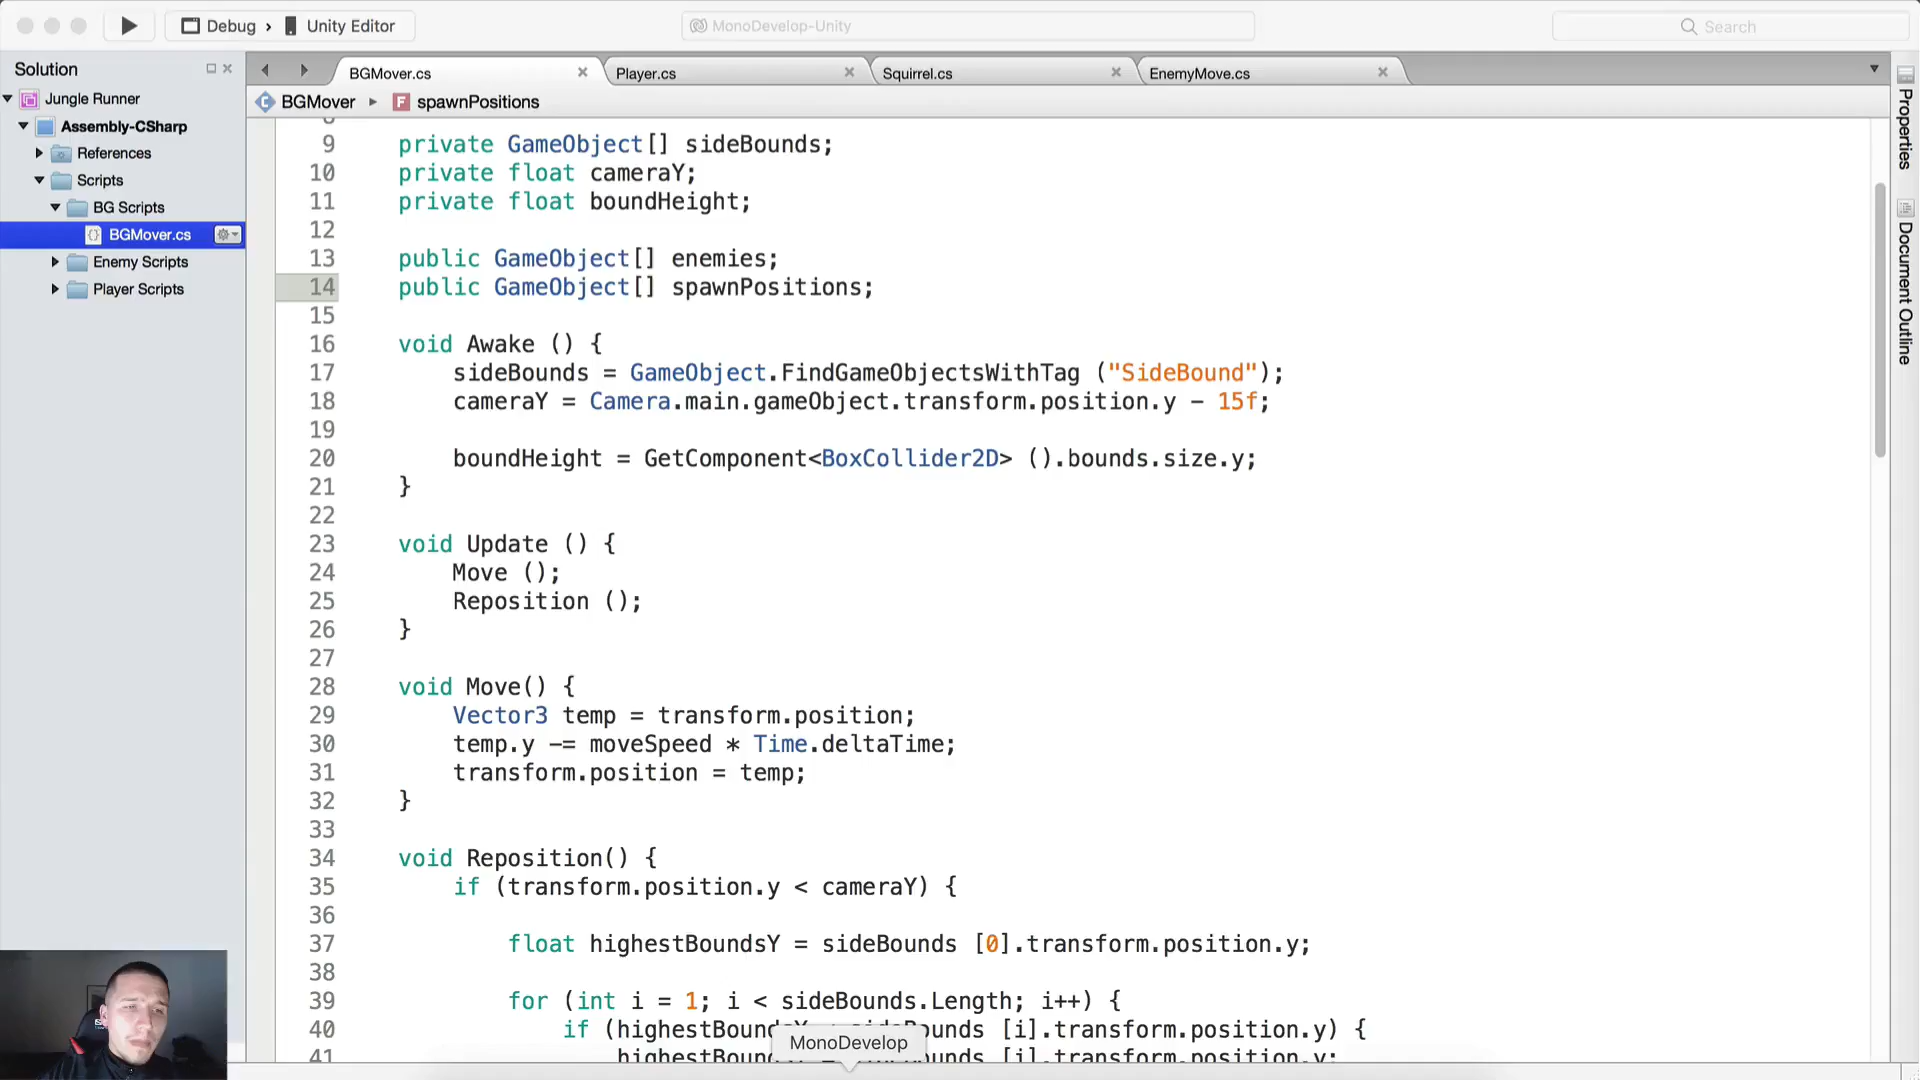 Debug > Unity Editor
MonoDevelop-Unity
Search
Solution
Jungle Runner
Assembly-CSharp
References
Scripts
BG Scripts
BGMover.cs
Enemy Scripts
Player Scripts
BGMover.cs
Player.cs
Squirrel.cs
EnemyMove.cs
BGMover
F spawnPositions
9 private GameObject[] sideBounds;
10 private float cameraY;
11 private float boundHeight;
12
13 public GameObject[] enemies;
14 public GameObject[] spawnPositions;
15
16 void Awake () {
17 sideBounds = GameObject.FindGameObjectsWithTag ("SideBound");
18 cameraY = Camera.main.gameObject.transform.position.y - 15f;
19
20 boundHeight = GetComponent<BoxCollider2D> ().bounds.size.y;
21 }
22
23 void Update () {
24 Move ();
25 Reposition ();
26 }
27
28 void Move() {
29 Vector3 temp = transform.position;
30 temp.y -= moveSpeed * Time.deltaTime;
31 transform.position = temp;
32 }
33
34 void Reposition() {
35 if (transform.position.y < cameraY) {
36
37 float highestBoundsY = sideBounds [0].transform.position.y;
38
39 for (int i = 1; i < sideBounds.Length; i++) {
40 if (highestBounds [i].transform.position.y) {
41 [i].transform.position.y;
MonoDevelop
Properties
Document Outline